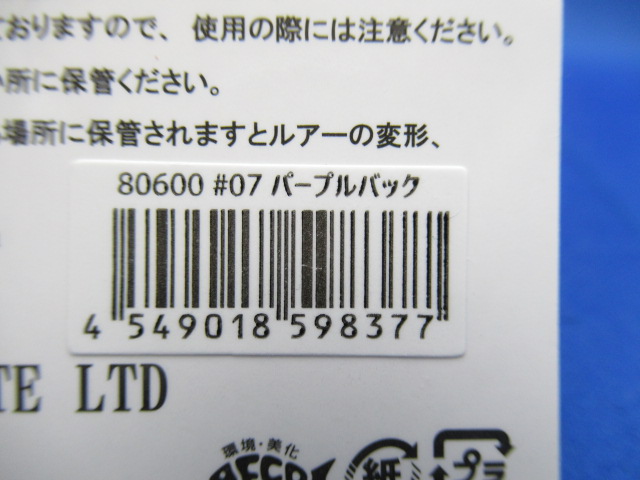 ておりますので、使用の際には注意ください。
所に保管ください。
場所に保管されますとルアーの変形、
80600 #07 パープルバック
4 549018 598377
TE LTD
環境・美化
紙
プラ